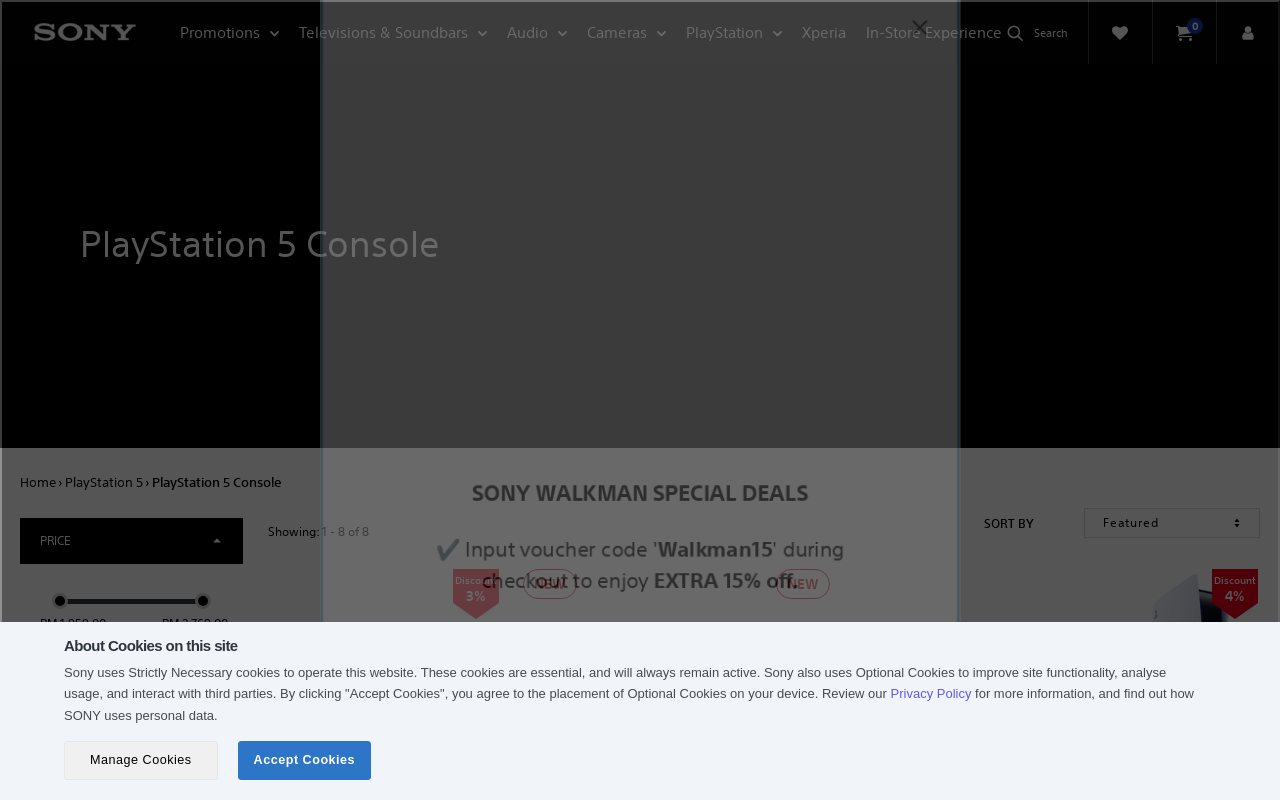 SONY
Promotions
Televisions & Soundbars
Audio
Cameras
PlayStation
Xperia
In-Store Experience
Search
0
PlayStation 5 Console
Home › PlayStation 5 › PlayStation 5 Console
PRICE
Showing: 1 - 8 of 8
SORT BY
Featured
SONY WALKMAN SPECIAL DEALS
✔ Input voucher code 'Walkman15' during
checkout to enjoy EXTRA 15% off.
Discount
3%
NEW
NEW
Discount
4%
About Cookies on this site
Sony uses Strictly Necessary cookies to operate this website. These cookies are essential, and will always remain active. Sony also uses Optional Cookies to improve site functionality, analyse
usage, and interact with third parties. By clicking "Accept Cookies", you agree to the placement of Optional Cookies on your device. Review our Privacy Policy for more information, and find out how
SONY uses personal data.
Manage Cookies
Accept Cookies